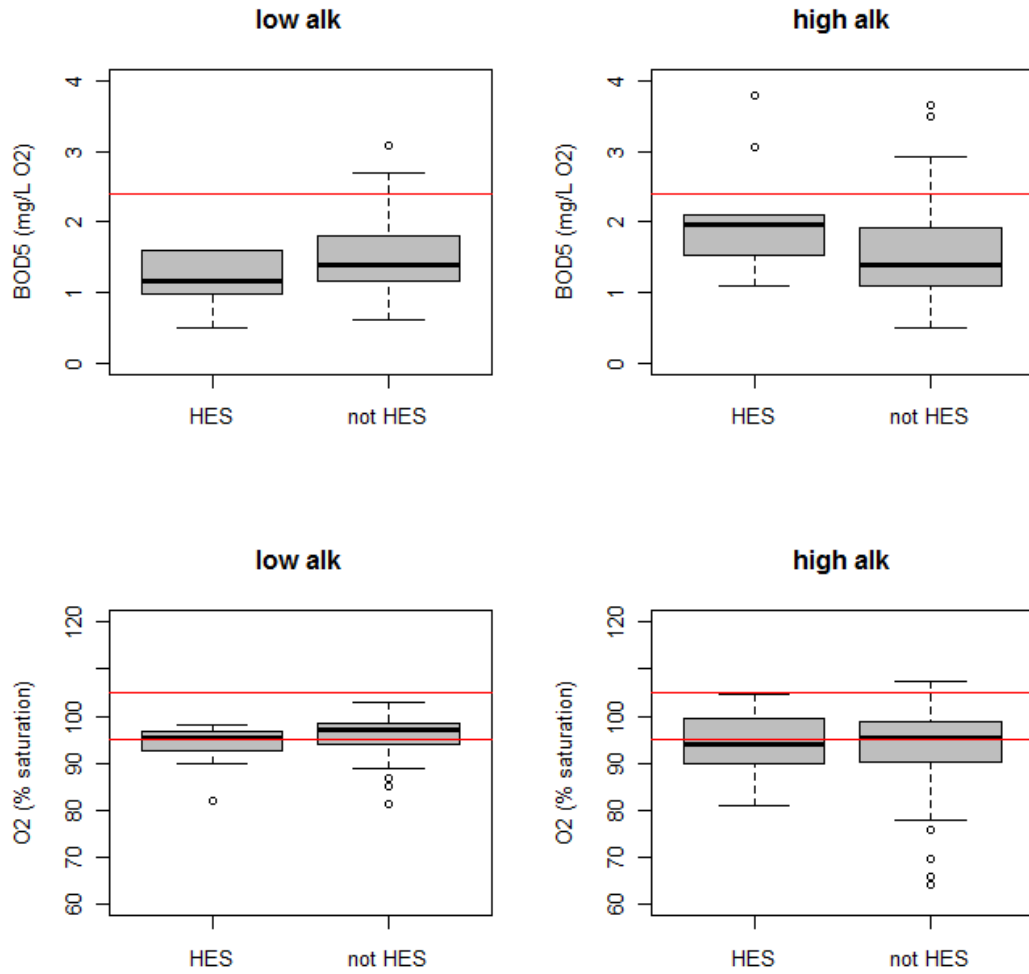 low alk
high alk
BOD5 (mg/L O2)
4
3
2
1
0
HES
not HES
BOD5 (mg/L O2)
4
3
2
1
0
HES
not HES
low alk
high alk
O2 (% saturation)
120
100
90
80
70
60
HES
not HES
O2 (% saturation)
120
100
90
80
70
60
HES
not HES